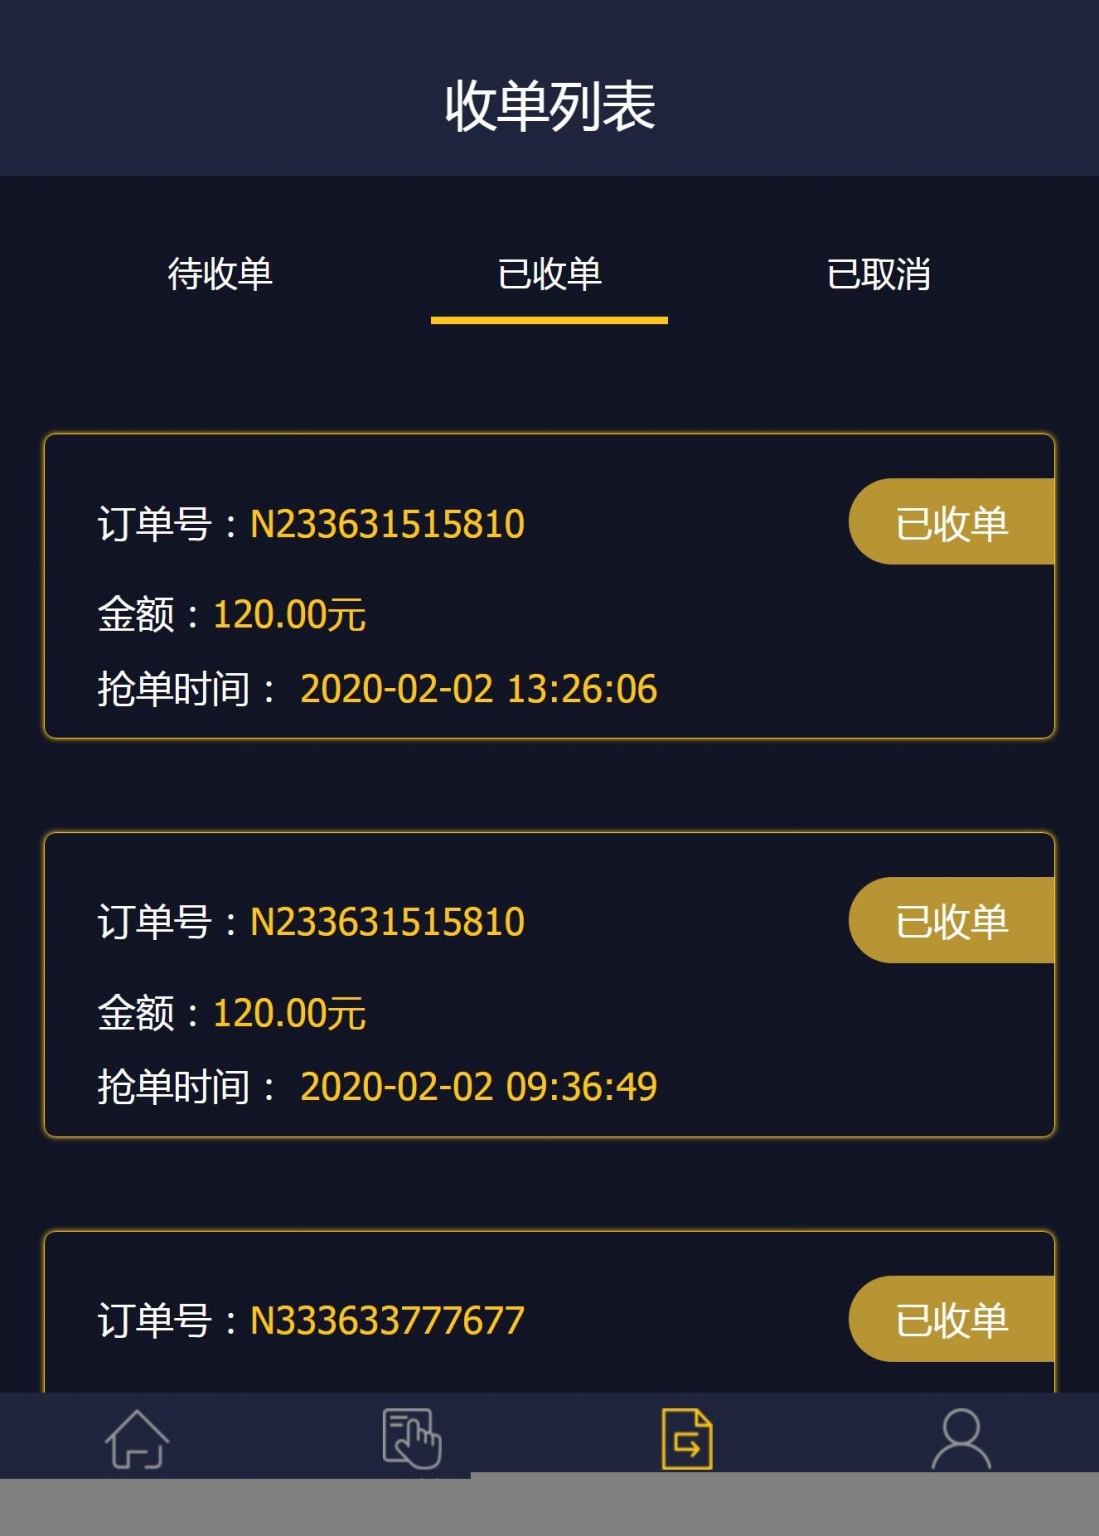 收单列表
待收单 已收单 已取消
订单号：N233631515810 已收单
金额：120.00元
抢单时间： 2020-02-02 13:26:06
订单号：N233631515810 已收单
金额：120.00元
抢单时间： 2020-02-02 09:36:49
订单号：N333633777677 已收单